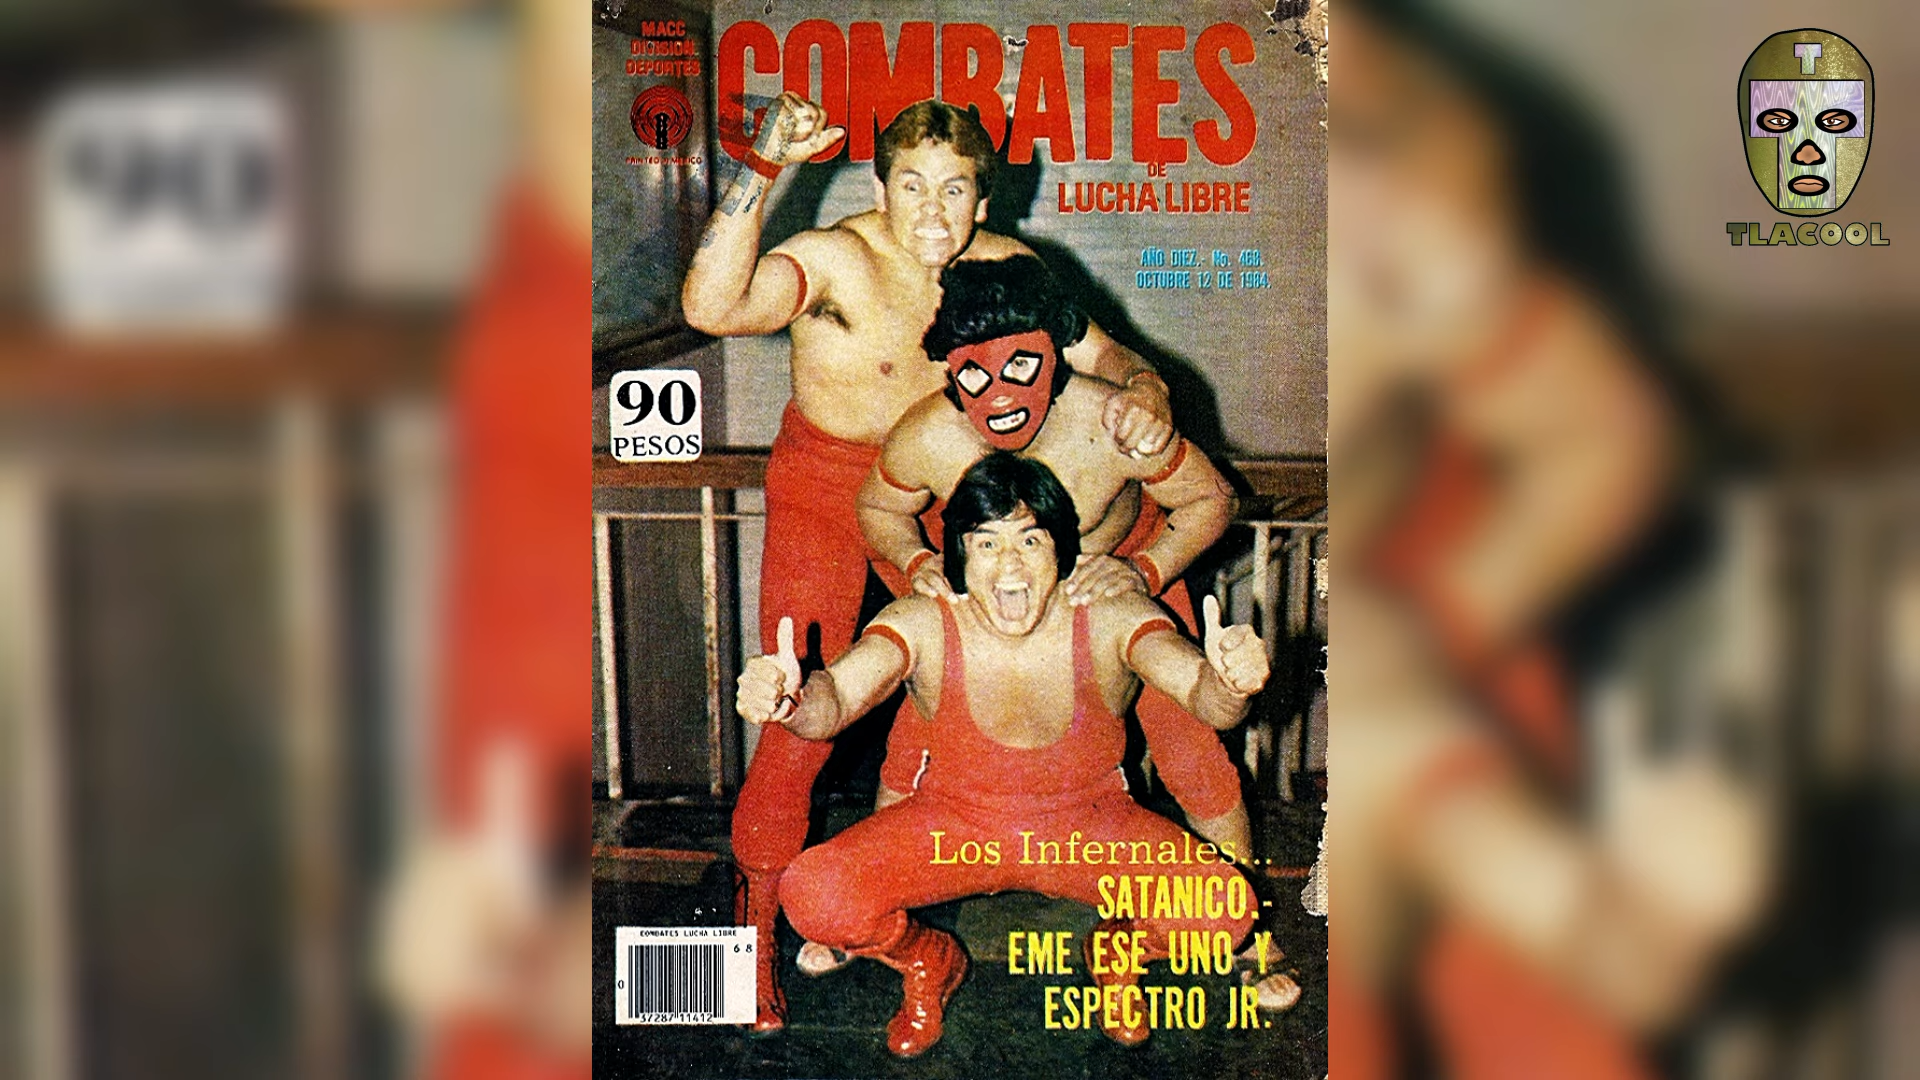 MACC
DIVISION
DEPORTES
PRINTED IN MEXICO
COMBATES
DE
LUCHA LIBRE
AÑO DIEZ.- No. 468.
OCTUBRE 12 DE 1984.
90
PESOS
Los Infernales...
SATANICO.-
EME ESE UNO Y
ESPECTRO JR.
COMBATES LUCHA LIBRE
68
0
37287 11412
T
TLACOOL
90